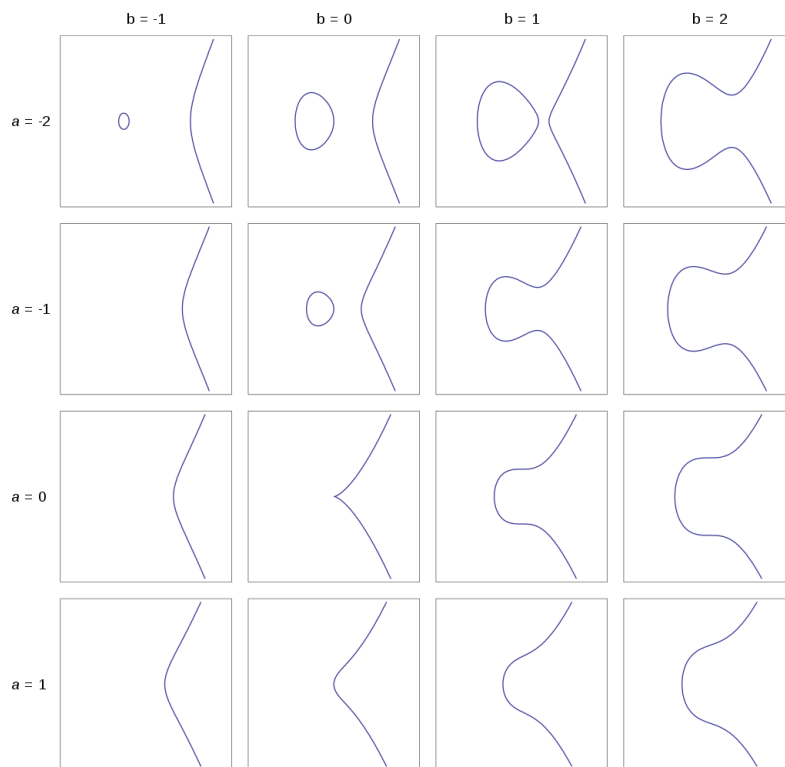 b = -1 b = 0 b = 1 b = 2
a = -2
a = -1
a = 0
a = 1